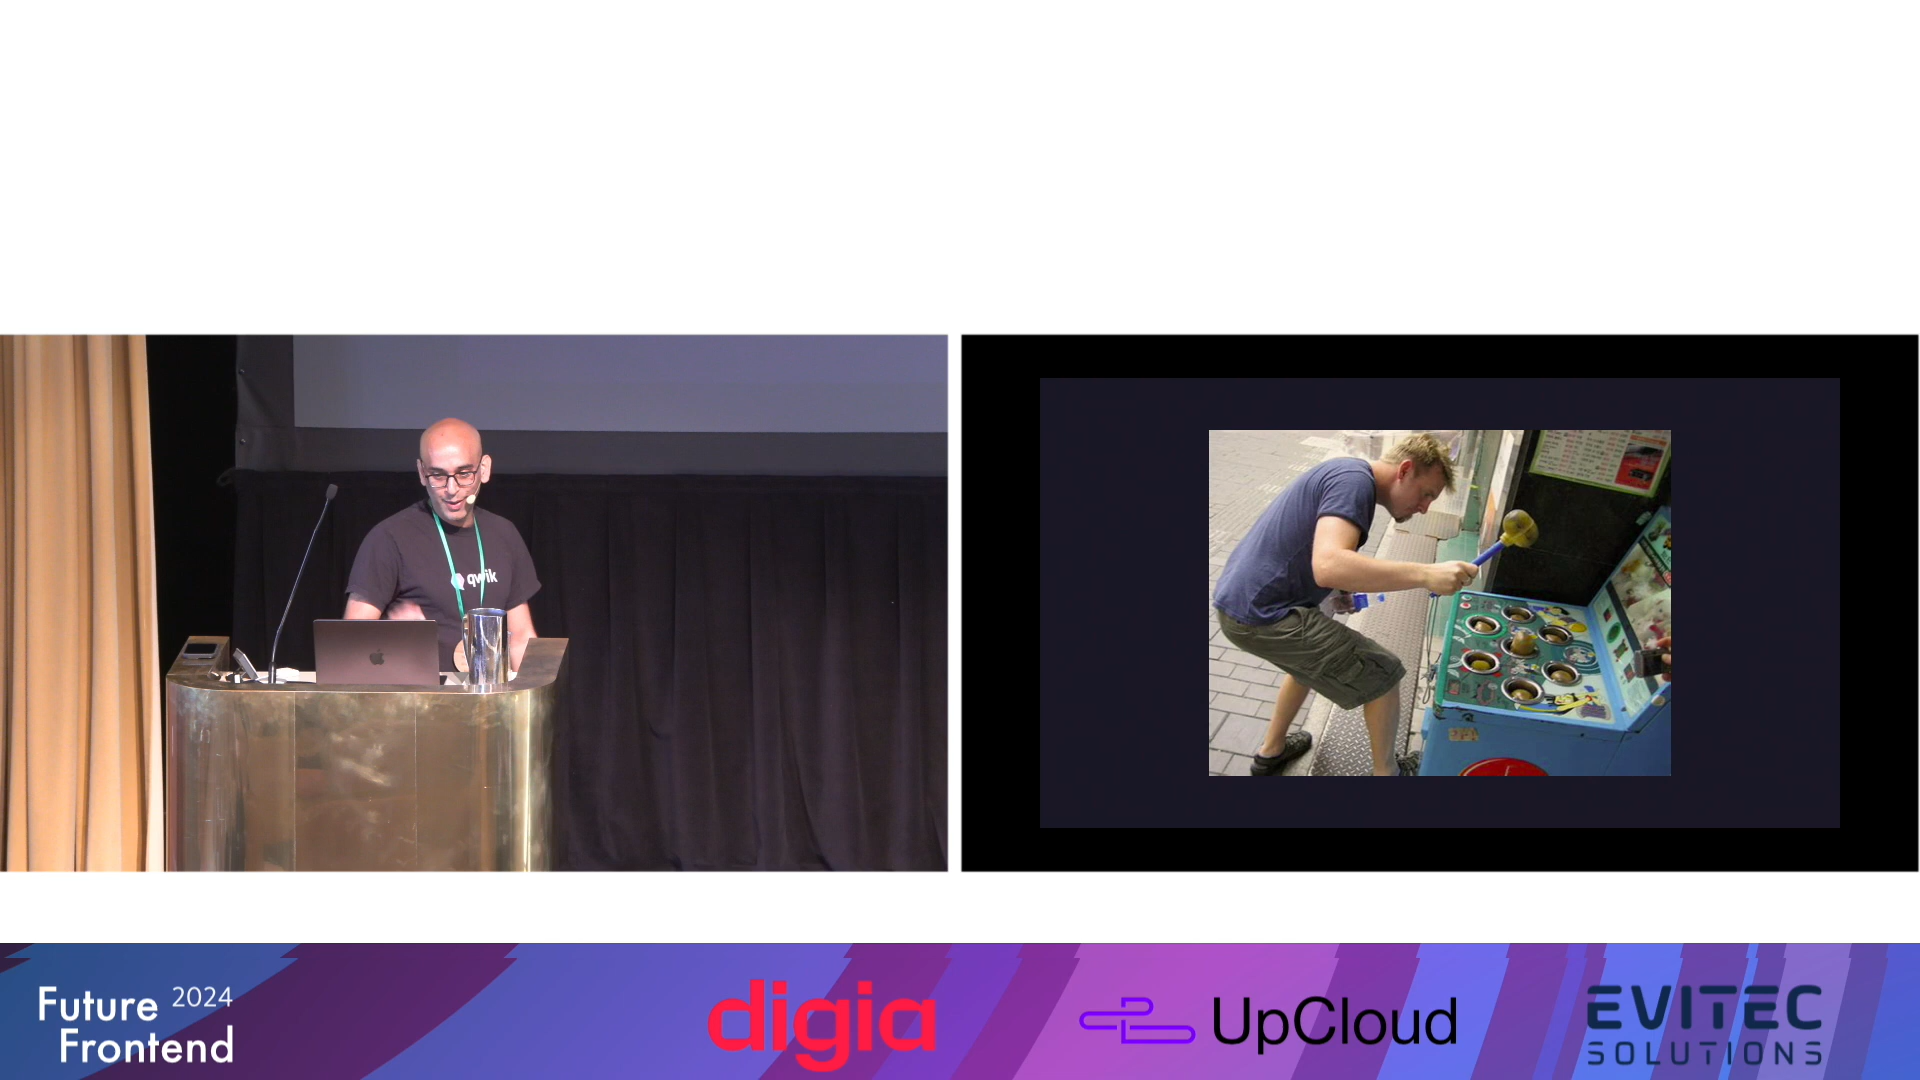 qwik
Future 2024
Frontend
digia
UpCloud
EVITEC
SOLUTIONS